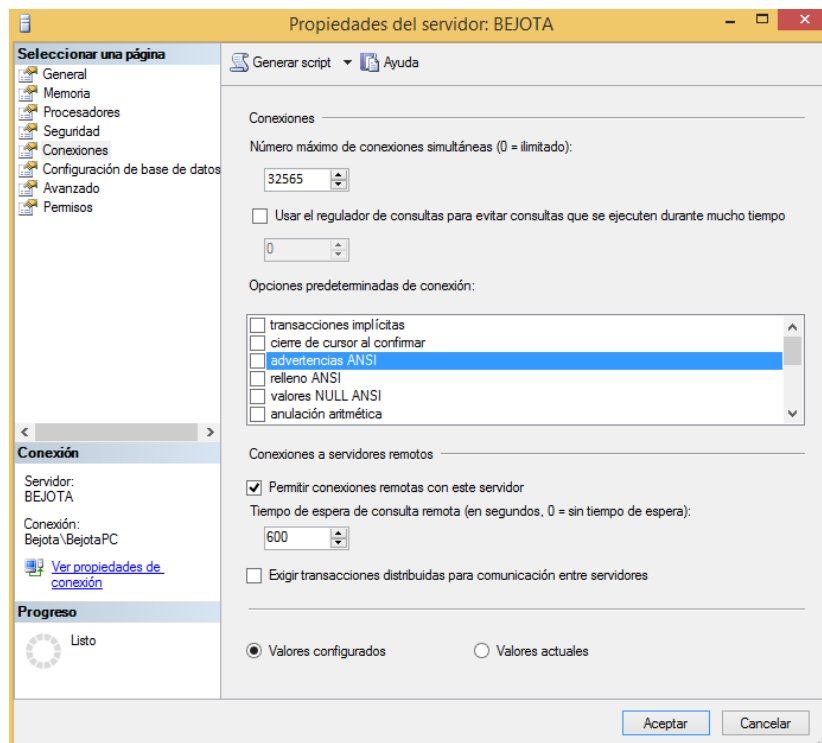 Propiedades del servidor: BEJOTA
Seleccionar una página
General
Memoria
Procesadores
Seguridad
Conexiones
Configuración de base de datos
Avanzado
Permisos
Generar script
Ayuda
Conexiones
Número máximo de conexiones simultáneas (0 = ilimitado):
32565
Usar el regulador de consultas para evitar consultas que se ejecuten durante mucho tiempo
0
Opciones predeterminadas de conexión:
transacciones implícitas
cierre de cursor al confirmar
advertencias ANSI
relleno ANSI
valores NULL ANSI
anulación aritmética
Conexiones a servidores remotos
Permitir conexiones remotas con este servidor
Tiempo de espera de consulta remota (en segundos, 0 = sin tiempo de espera):
600
Exigir transacciones distribuidas para comunicación entre servidores
Valores configurados
Valores actuales
Conexión
Servidor:
BEJOTA
Conexión:
Bejota\BejotaPC
Ver propiedades de
conexión
Progreso
Listo
Aceptar
Cancelar